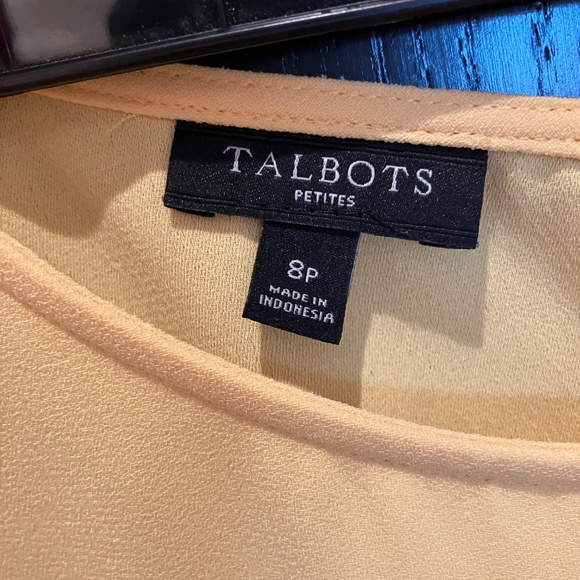 TALBOTS
PETITES
8P
MADE IN
INDONESIA